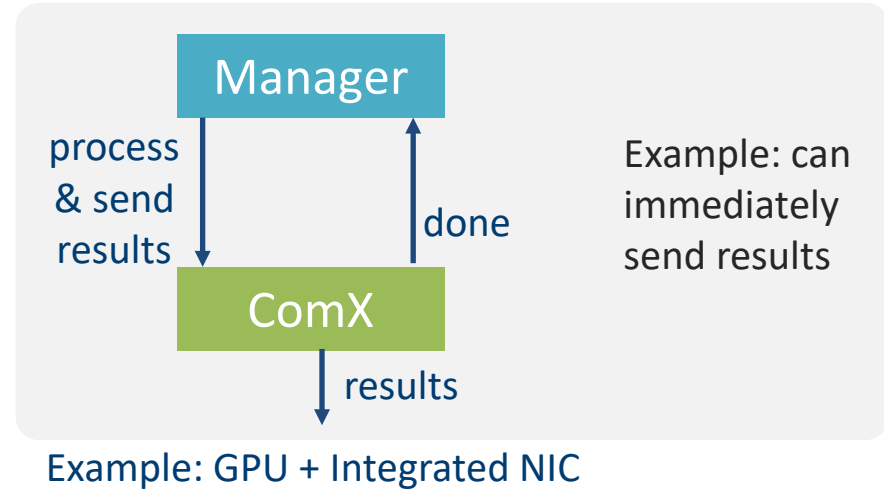 Manager
process
& send
results
done
Example: can
immediately
send results
ComX
results
Example: GPU + Integrated NIC